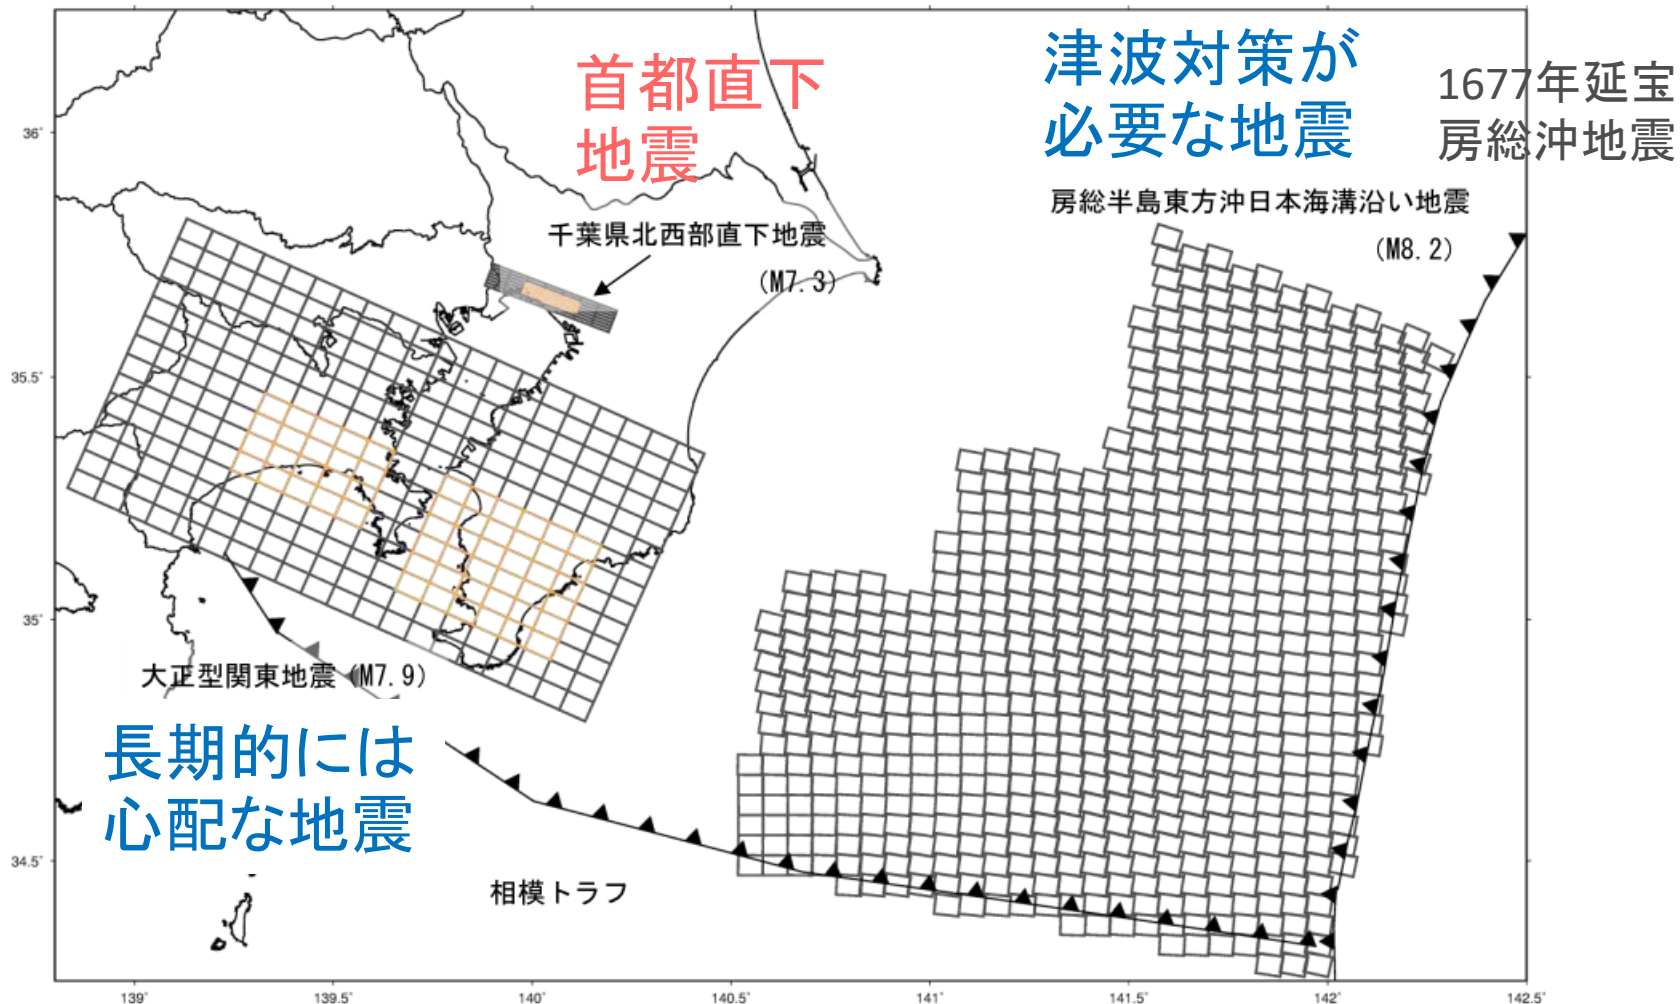 首都直下
地震
津波対策が
必要な地震
1677年延宝
房総沖地震
房総半島東方沖日本海溝沿い地震
(M8.2)
千葉県北西部直下地震
(M7.3)
大正型関東地震(M7.9)
長期的には
心配な地震
相模トラフ
36°
35.5°
35°
34.5°
139°
139.5°
140°
140.5°
141°
141.5°
142°
142.5°